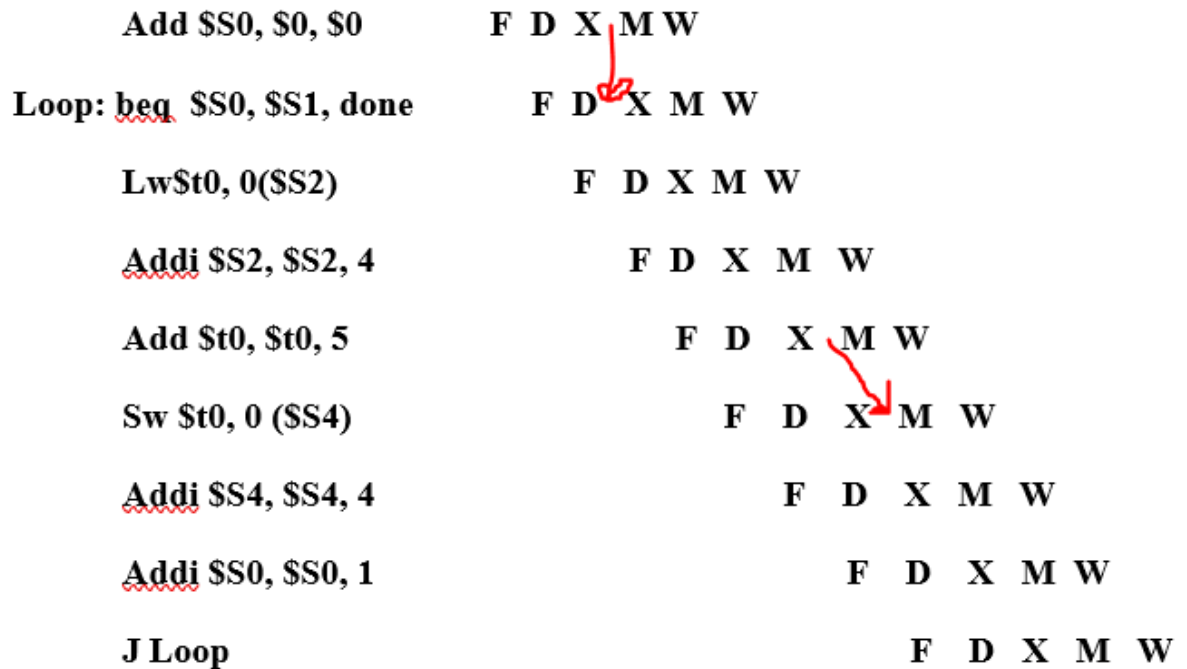 Add $S0, $0, $0 F D X M W
Loop: beq $S0, $S1, done F D X M W
Lw$t0, 0($S2) F D X M W
Addi $S2, $S2, 4 F D X M W
Add $t0, $t0, 5 F D X M W
Sw $t0, 0 ($S4) F D X M W
Addi $S4, $S4, 4 F D X M W
Addi $S0, $S0, 1 F D X M W
J Loop F D X M W